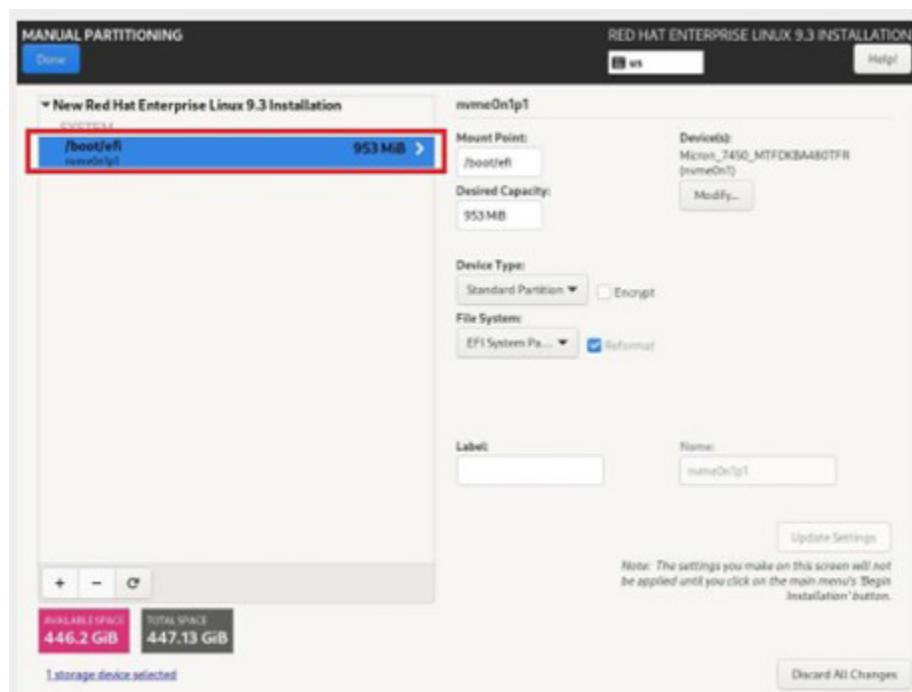 MANUAL PARTITIONING
RED HAT ENTERPRISE LINUX 9.3 INSTALLATION
Done
us
Help!
New Red Hat Enterprise Linux 9.3 Installation
SYSTEM
/boot/efi
953 MiB
nvme0n1p1
nvme0n1p1
Mount Point:
/boot/efi
Device(s):
Micron_7450_MTFDKBA480TFR
(nvme0n1)
Modify...
Desired Capacity:
953 MiB
Device Type:
Standard Partition
Encrypt
File System:
EFI System Pa...
Reformat
Label:
Name:
nvme0n1p1
Update Settings
Note: The settings you make on this screen will not
be applied until you click on the main menu's 'Begin
Installation' button.
+ - 
AVAILABLE SPACE
446.2 GiB
TOTAL SPACE
447.13 GiB
1 storage device selected
Discard All Changes